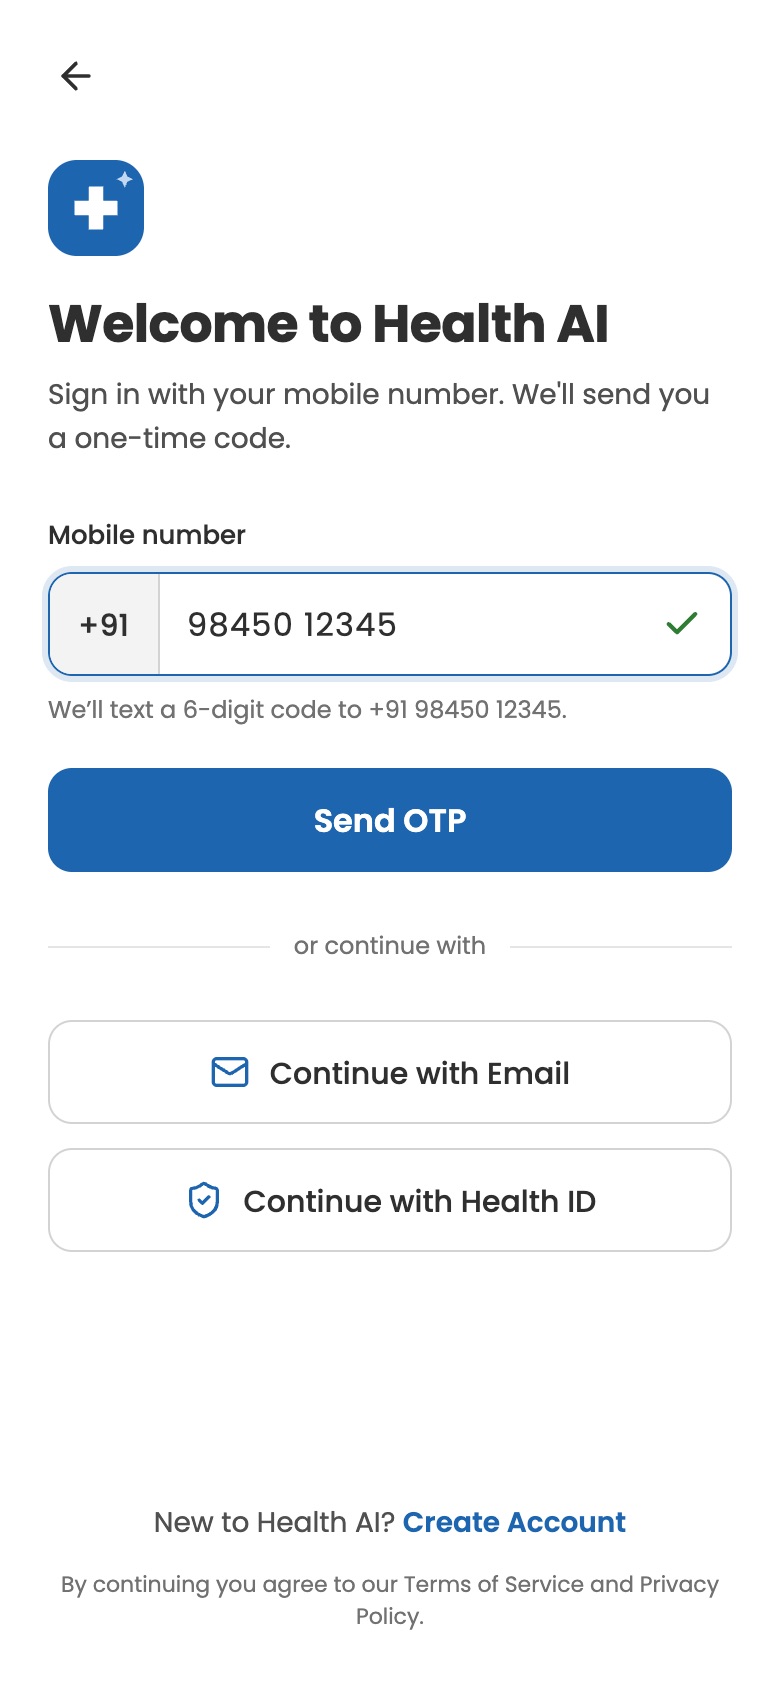 Welcome to Health AI
Sign in with your mobile number. We'll send you
a one-time code.
Mobile number
+91 98450 12345
We’ll text a 6-digit code to +91 98450 12345.
Send OTP
or continue with
Continue with Email
Continue with Health ID
New to Health AI? Create Account
By continuing you agree to our Terms of Service and Privacy
Policy.